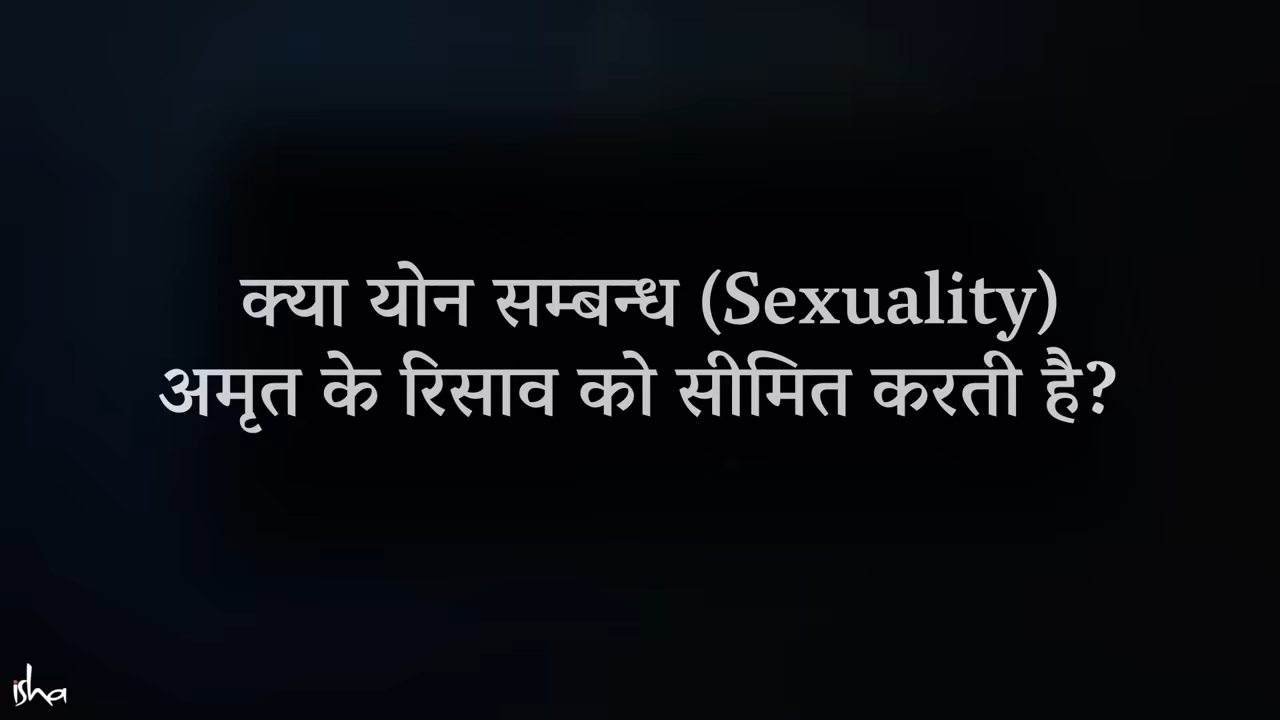 क्या योन सम्बन्ध (Sexuality)
अमृत के रिसाव को सीमित करती है?
isha